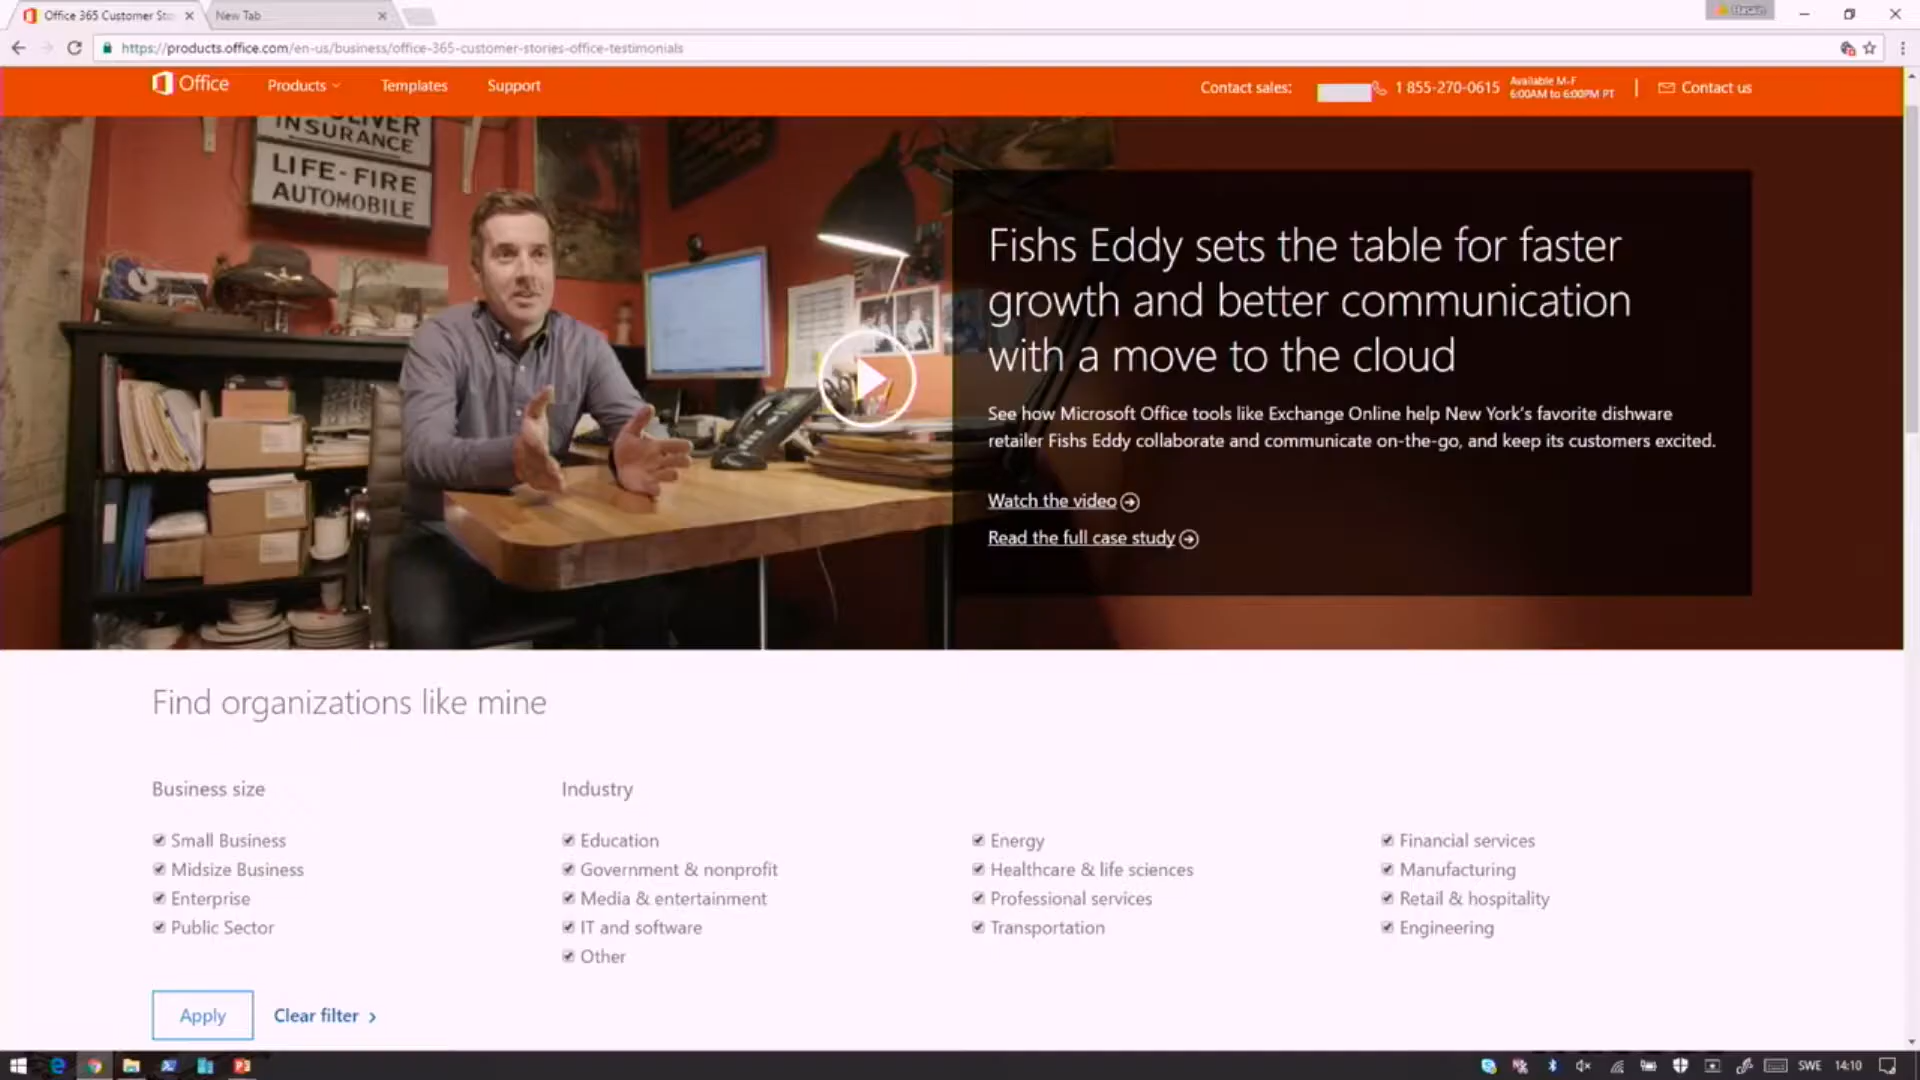 Office 365 Customer Sto
New Tab
https://products.office.com/en-us/business/office-365-customer-stories-office-testimonials
Office
Products
Templates
Support
Contact sales:
1 855-270-0615
Available M-F
6:00AM to 6:00PM PT
Contact us
INSURANCE
LIFE-FIRE
AUTOMOBILE
Fishs Eddy sets the table for faster
growth and better communication
with a move to the cloud
See how Microsoft Office tools like Exchange Online help New York's favorite dishware
retailer Fishs Eddy collaborate and communicate on-the-go, and keep its customers excited.
Watch the video
Read the full case study
Find organizations like mine
Business size
Industry
Small Business
Education
Energy
Financial services
Midsize Business
Government & nonprofit
Healthcare & life sciences
Manufacturing
Enterprise
Media & entertainment
Professional services
Retail & hospitality
Public Sector
IT and software
Transportation
Engineering
Other
Apply
Clear filter
SWE
14:10